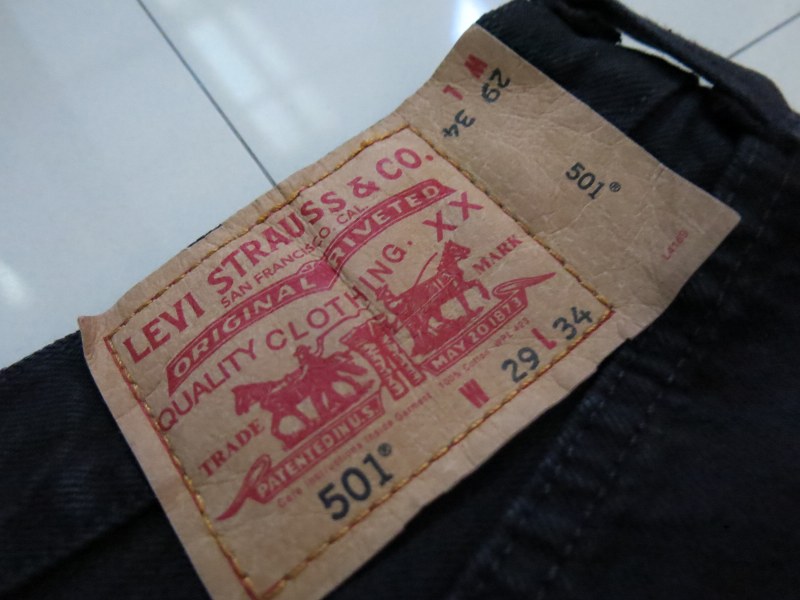 W 29
L 34
501®
LEVI STRAUSS & CO.
SAN FRANCISCO, CAL.
ORIGINAL RIVETED
QUALITY CLOTHING. XX
TRADE MARK
PATENTED IN U.S. MAY 20 1873
501® W 29 L 34